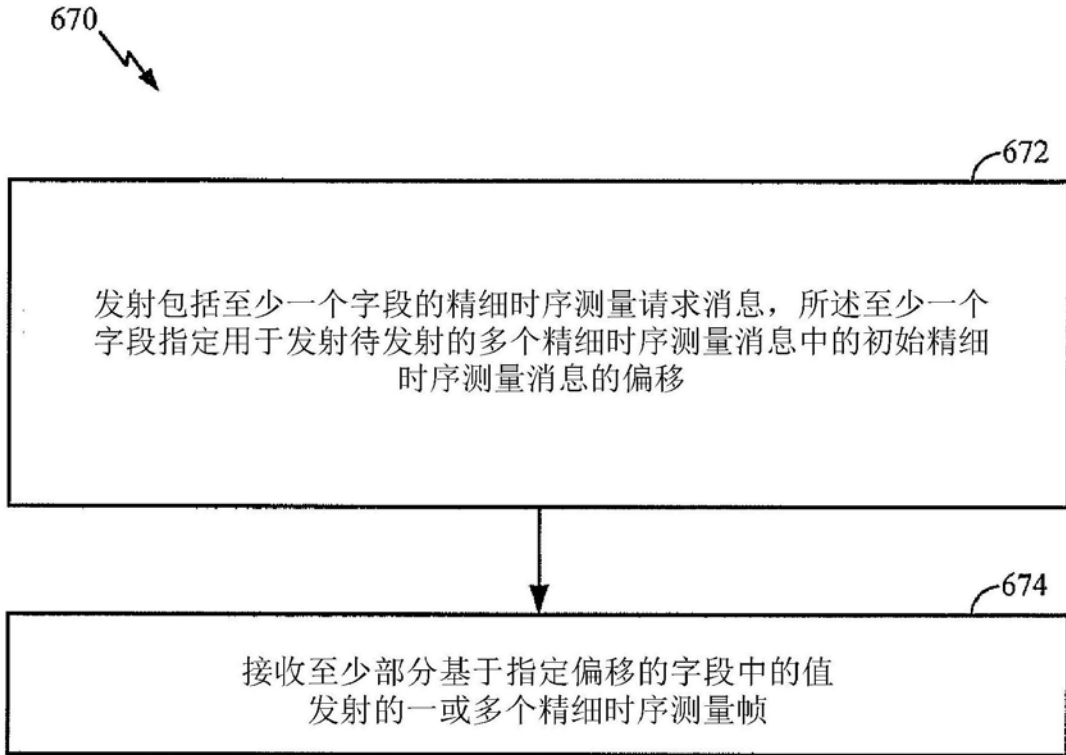 670
672
发射包括至少一个字段的精细时序测量请求消息，所述至少一个
字段指定用于发射待发射的多个精细时序测量消息中的初始精细
时序测量消息的偏移
674
接收至少部分基于指定偏移的字段中的值
发射的一或多个精细时序测量帧